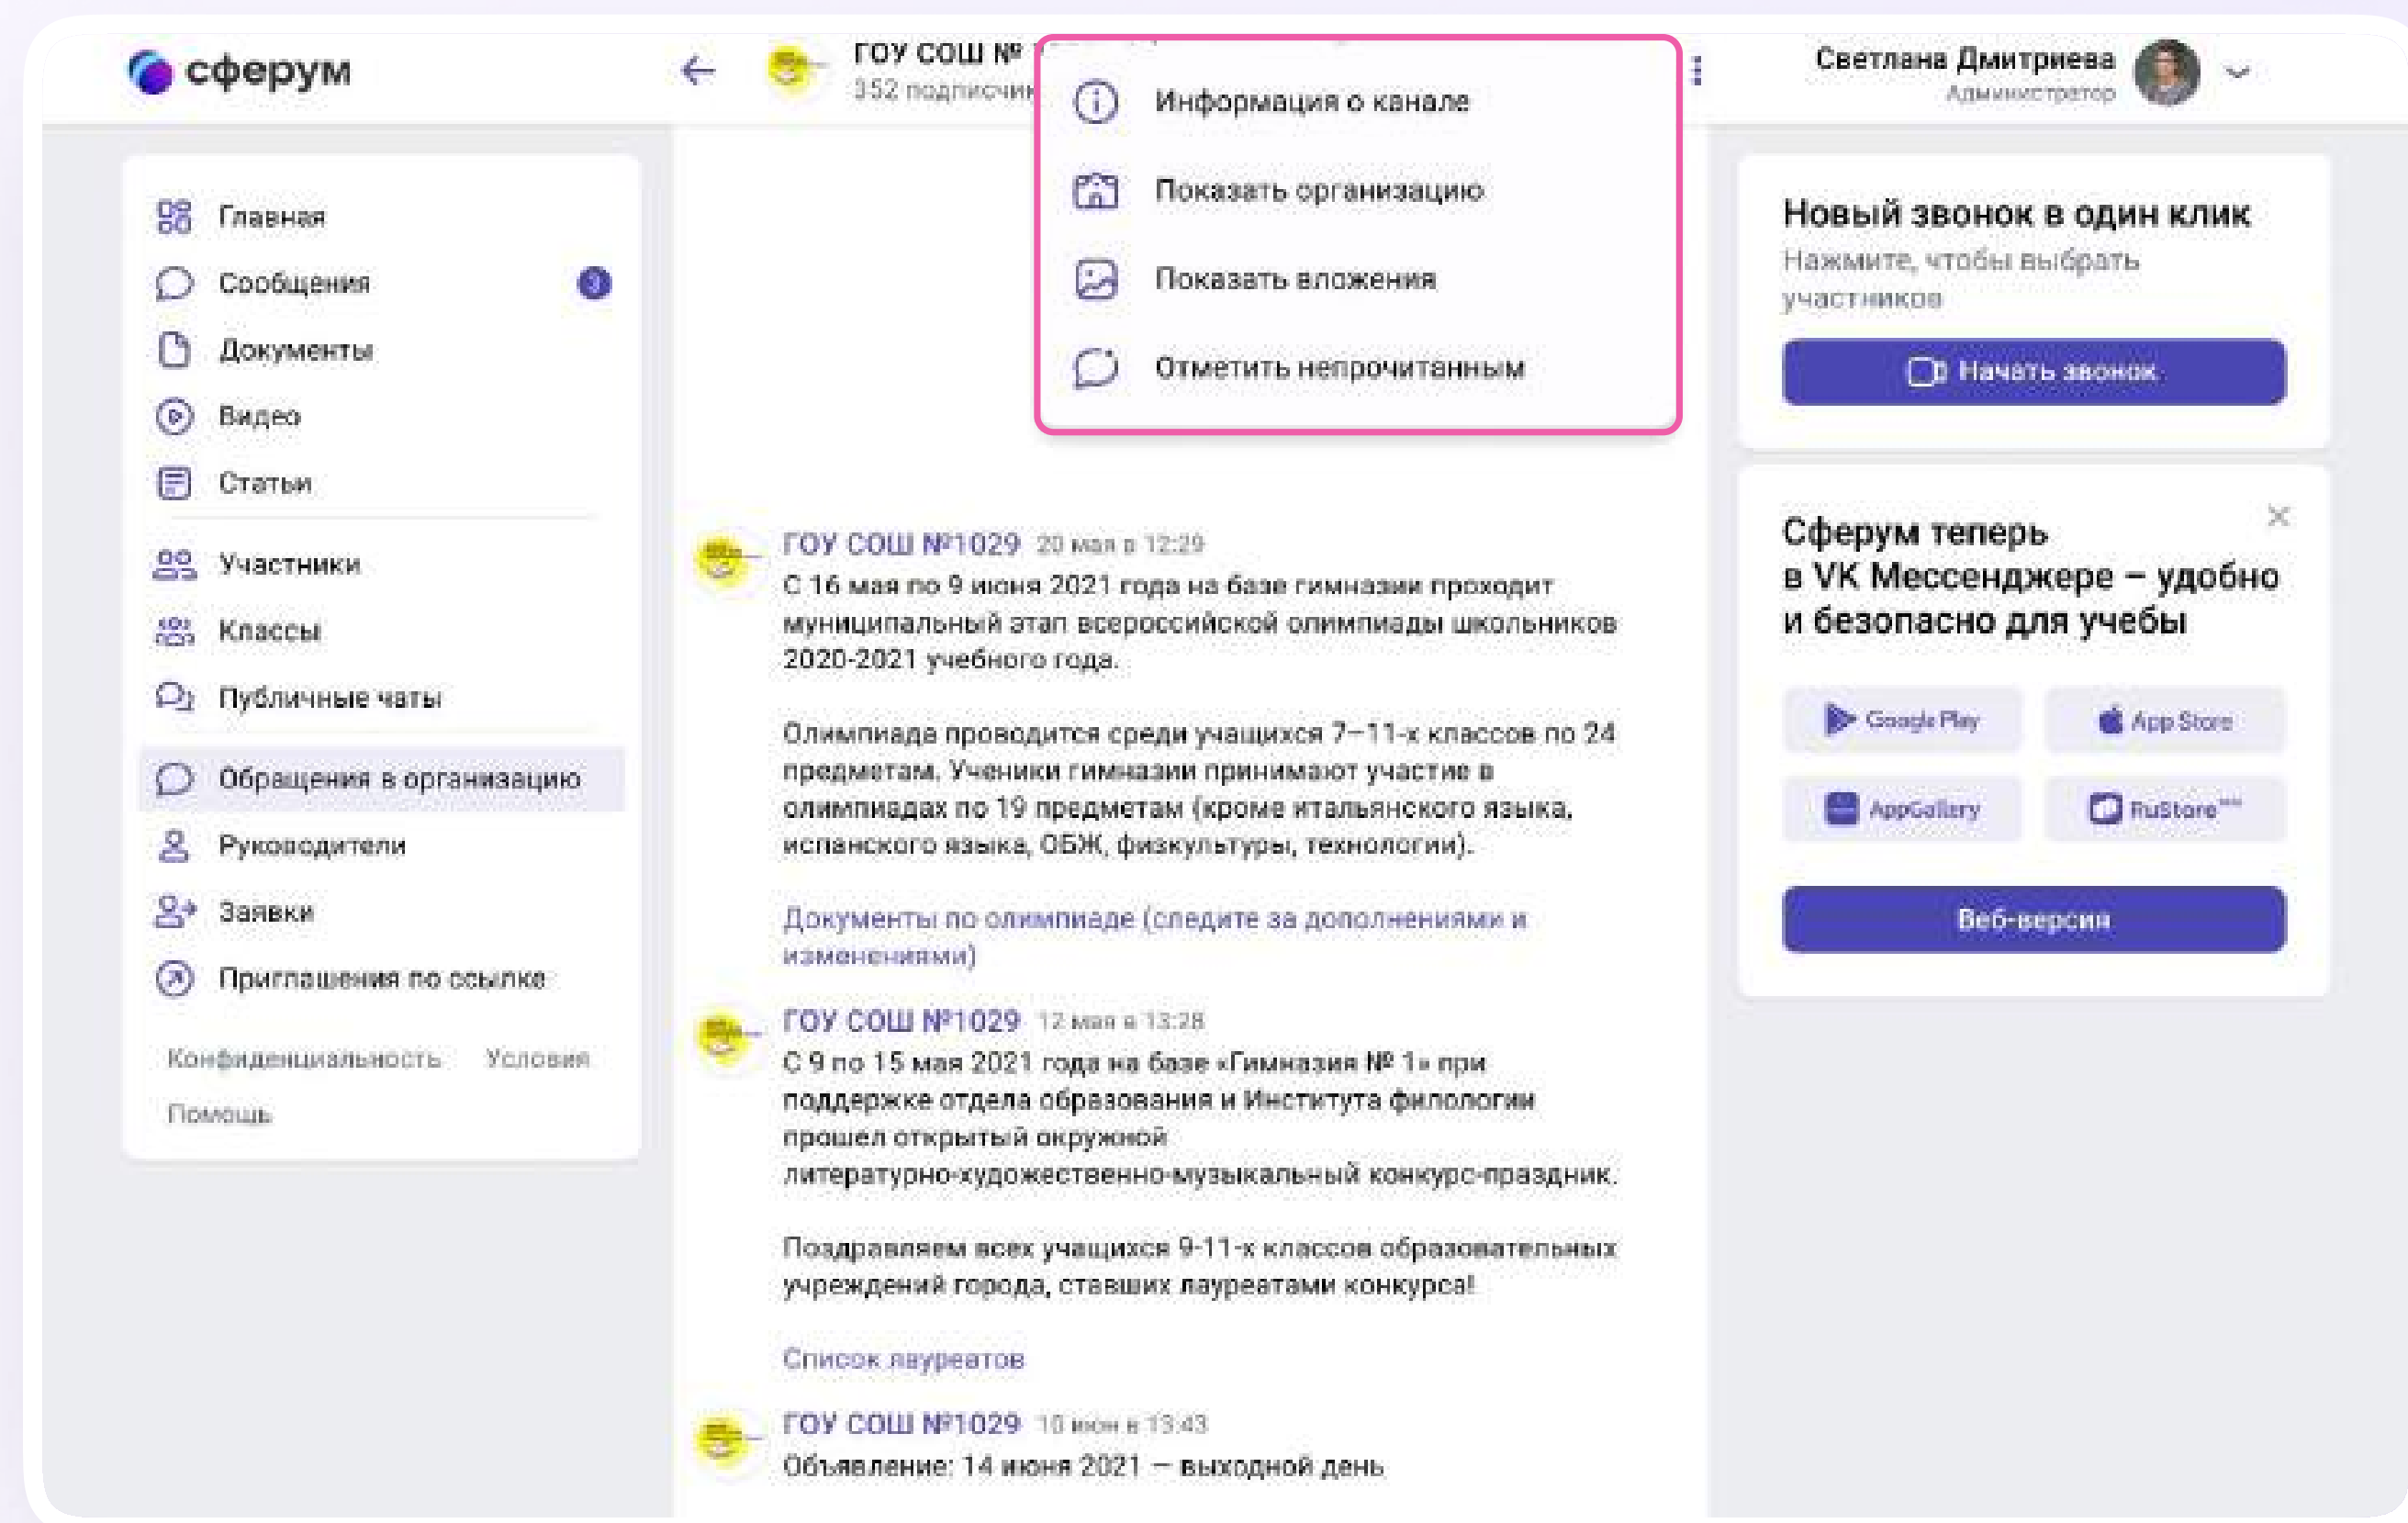 сферум
ГОУ СОШ №
352 подписчик
Светлана Дмитриева
Администратор
Информация о канале
Показать организацию
Показать вложения
Отметить непрочитанным
Главная
Сообщения 3
Документы
Видео
Статьи
Участники
Классы
Публичные чаты
Обращения в организацию
Руководители
Заявки
Приглашения по ссылке
Конфиденциальность Условия
Помощь
ГОУ СОШ №1029 20 мая в 12:29
С 16 мая по 9 июня 2021 года на базе гимназии проходит
муниципальный этап всероссийской олимпиады школьников
2020-2021 учебного года.
Олимпиада проводится среди учащихся 7–11-х классов по 24
предметам. Ученики гимназии принимают участие в
олимпиадах по 19 предметам (кроме итальянского языка,
испанского языка, ОБЖ, физкультуры, технологии).
Документы по олимпиаде (следите за дополнениями и
изменениями)
ГОУ СОШ №1029 12 мая в 13:28
С 9 по 15 мая 2021 года на базе «Гимназия № 1» при
поддержке отдела образования и Института филологии
прошел открытый окружной
литературно-художественно-музыкальный конкурс-праздник.
Поздравляем всех учащихся 9-11-х классов образовательных
учреждений города, ставших лауреатами конкурса!
Список лауреатов
ГОУ СОШ №1029 10 июн в 13:43
Объявление: 14 июня 2021 — выходной день
Новый звонок в один клик
Нажмите, чтобы выбрать
участников
Начать звонок
Сферум теперь
в VK Мессенджере – удобно
и безопасно для учебы
Google Play App Store
AppGallery RuStore
Веб-версия